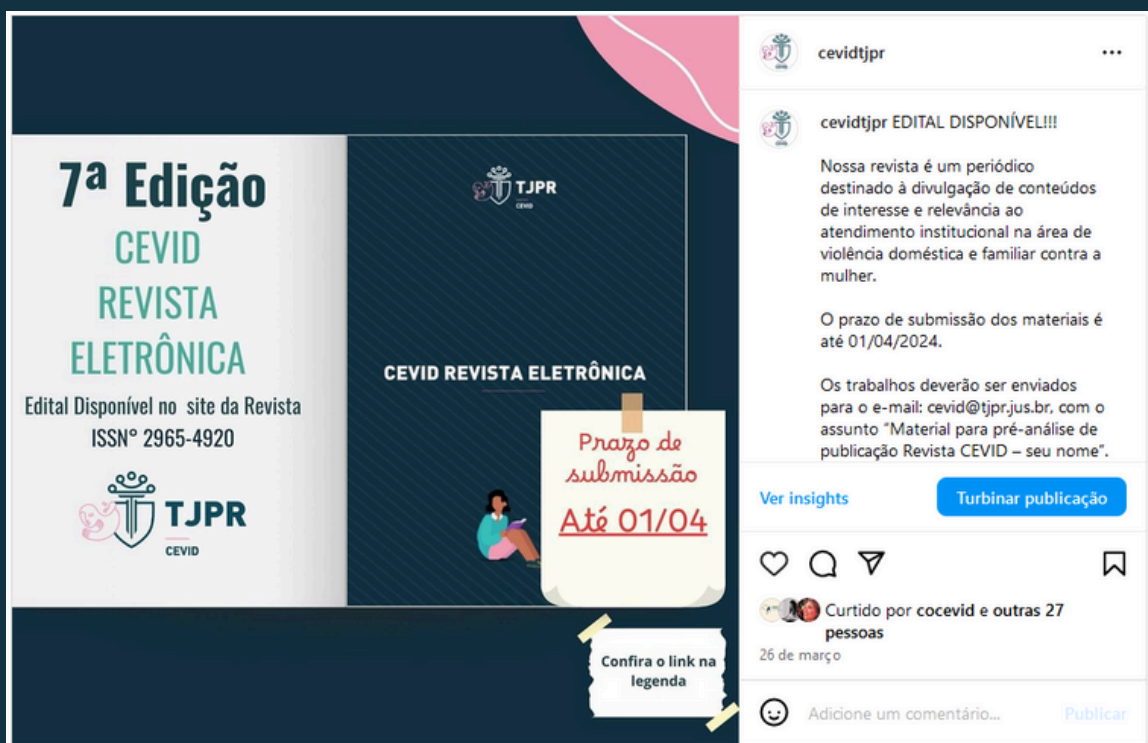 7ª Edição
CEVID
REVISTA
ELETRÔNICA
Edital Disponível no site da Revista
ISSN° 2965-4920
TJPR
CEVID
TJPR
CEVID
CEVID REVISTA ELETRÔNICA
Prazo de
submissão
Até 01/04
Confira o link na
legenda
cevidtjpr
cevidtjpr EDITAL DISPONÍVEL!!!
Nossa revista é um periódico
destinado à divulgação de conteúdos
de interesse e relevância ao
atendimento institucional na área de
violência doméstica e familiar contra a
mulher.
O prazo de submissão dos materiais é
até 01/04/2024.
Os trabalhos deverão ser enviados
para o e-mail: cevid@tjpr.jus.br, com o
assunto “Material para pré-análise de
publicação Revista CEVID – seu nome”.
Ver insights
Turbinar publicação
Curtido por cocevid e outras 27
pessoas
26 de março
Adicione um comentário...
Publicar